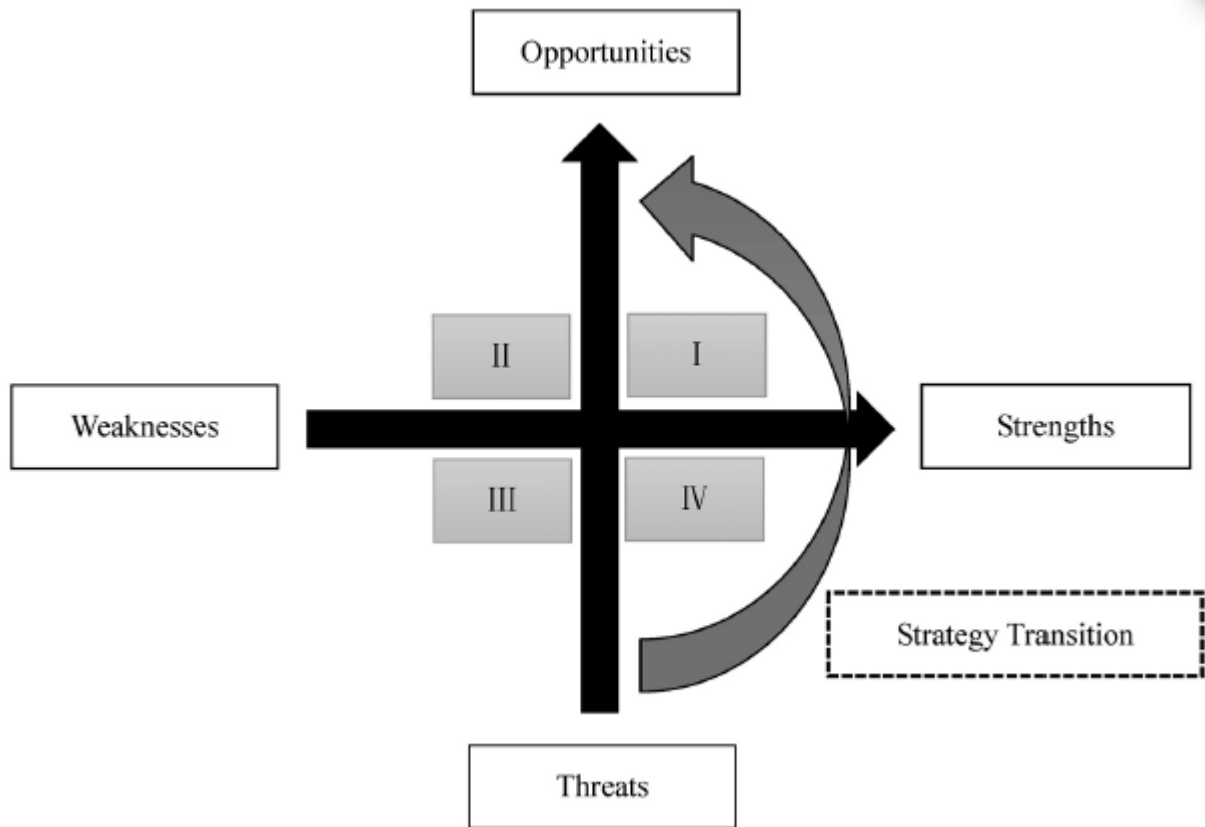 Opportunities
II
I
Weaknesses
Strengths
III
IV
Strategy Transition
Threats